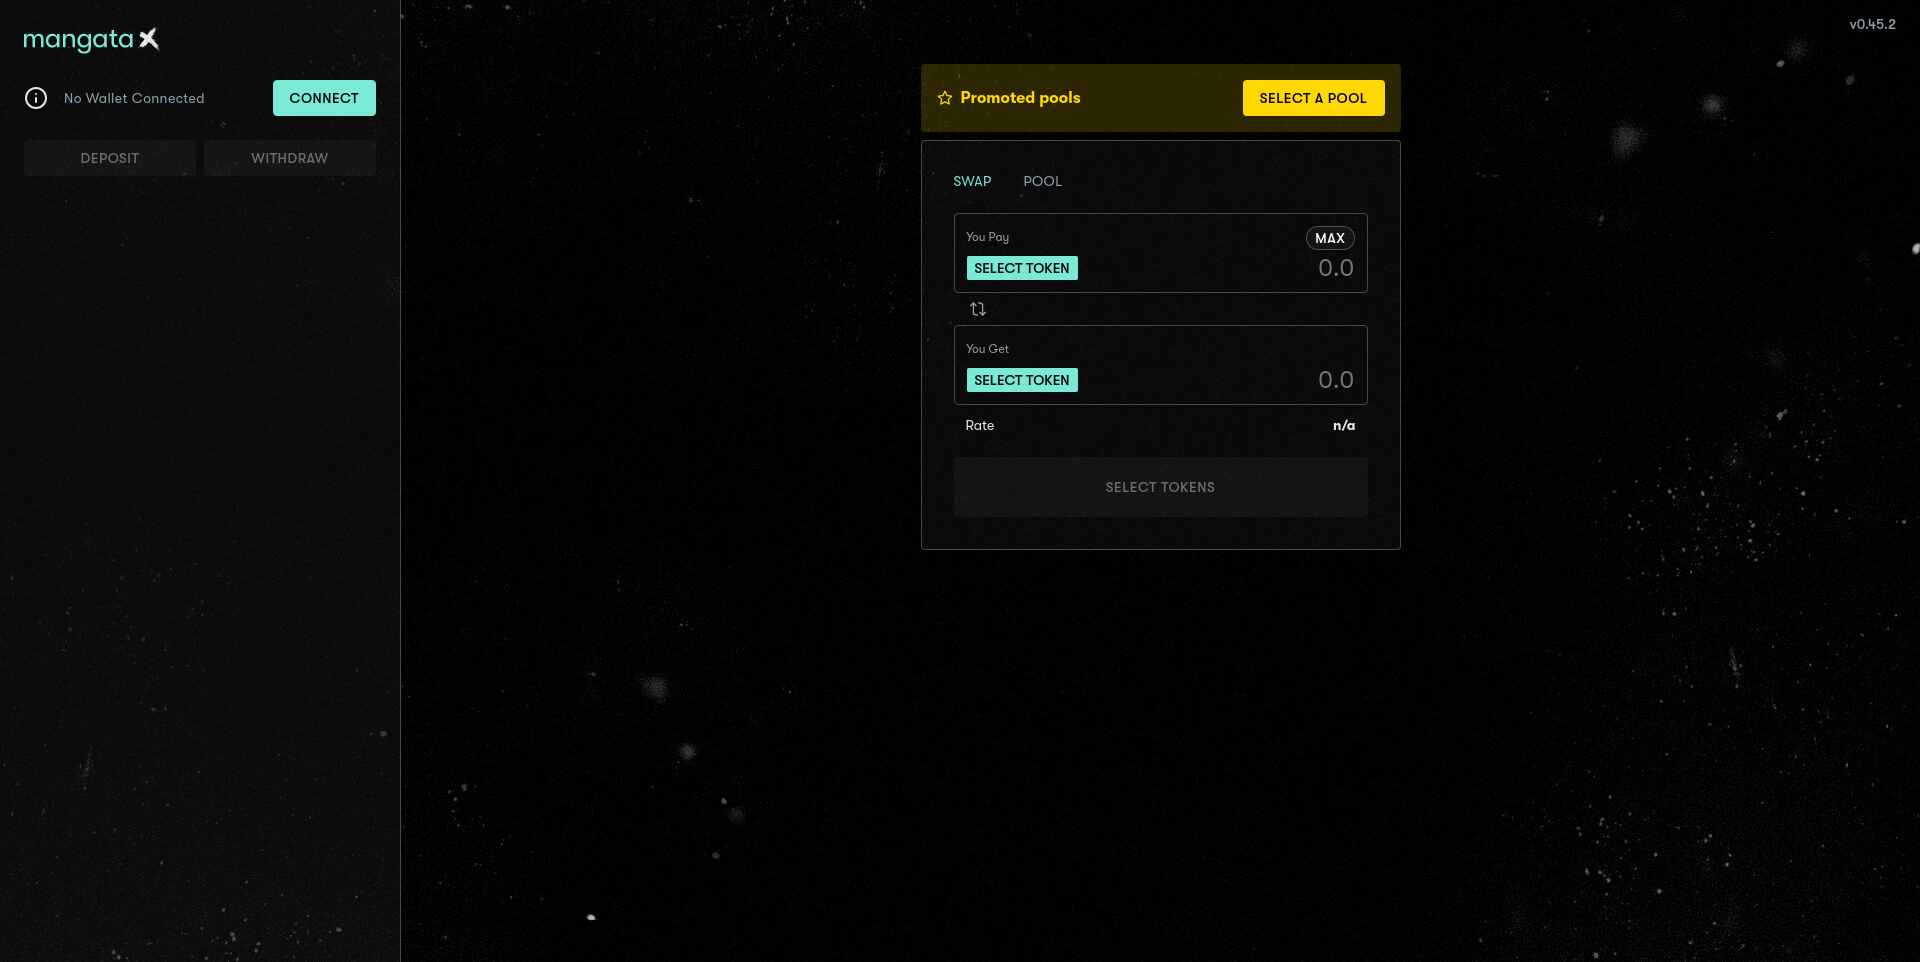 mangata
No Wallet Connected
CONNECT
DEPOSIT
WITHDRAW
v0.45.2
Promoted pools
SELECT A POOL
SWAP
POOL
You Pay
MAX
SELECT TOKEN
0.0
You Get
SELECT TOKEN
0.0
Rate
n/a
SELECT TOKENS